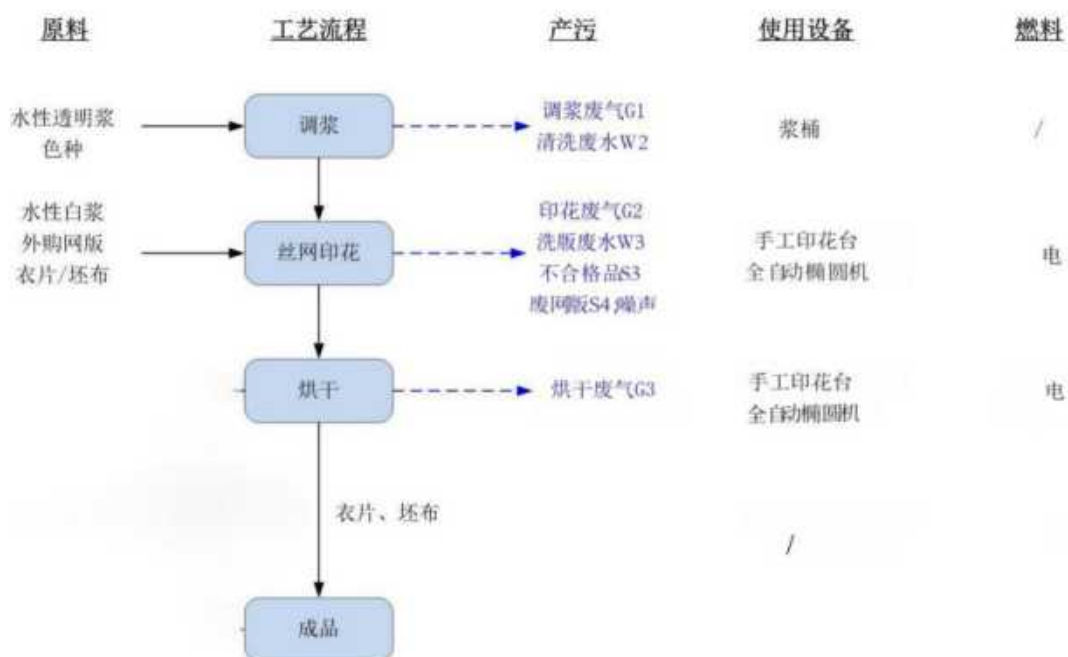 原料 工艺流程 产污 使用设备 燃料
水性透明浆
色种
调浆
调浆废气G1
清洗废水W2
浆桶
/
水性白浆
外购网版
衣片/坯布
丝网印花
印花废气G2
洗版废水W3
不合格品S3
废网版S4;噪声
手工印花台
全自动椭圆机
电
烘干
烘干废气G3
手工印花台
全自动椭圆机
电
衣片、坯布
/
成品